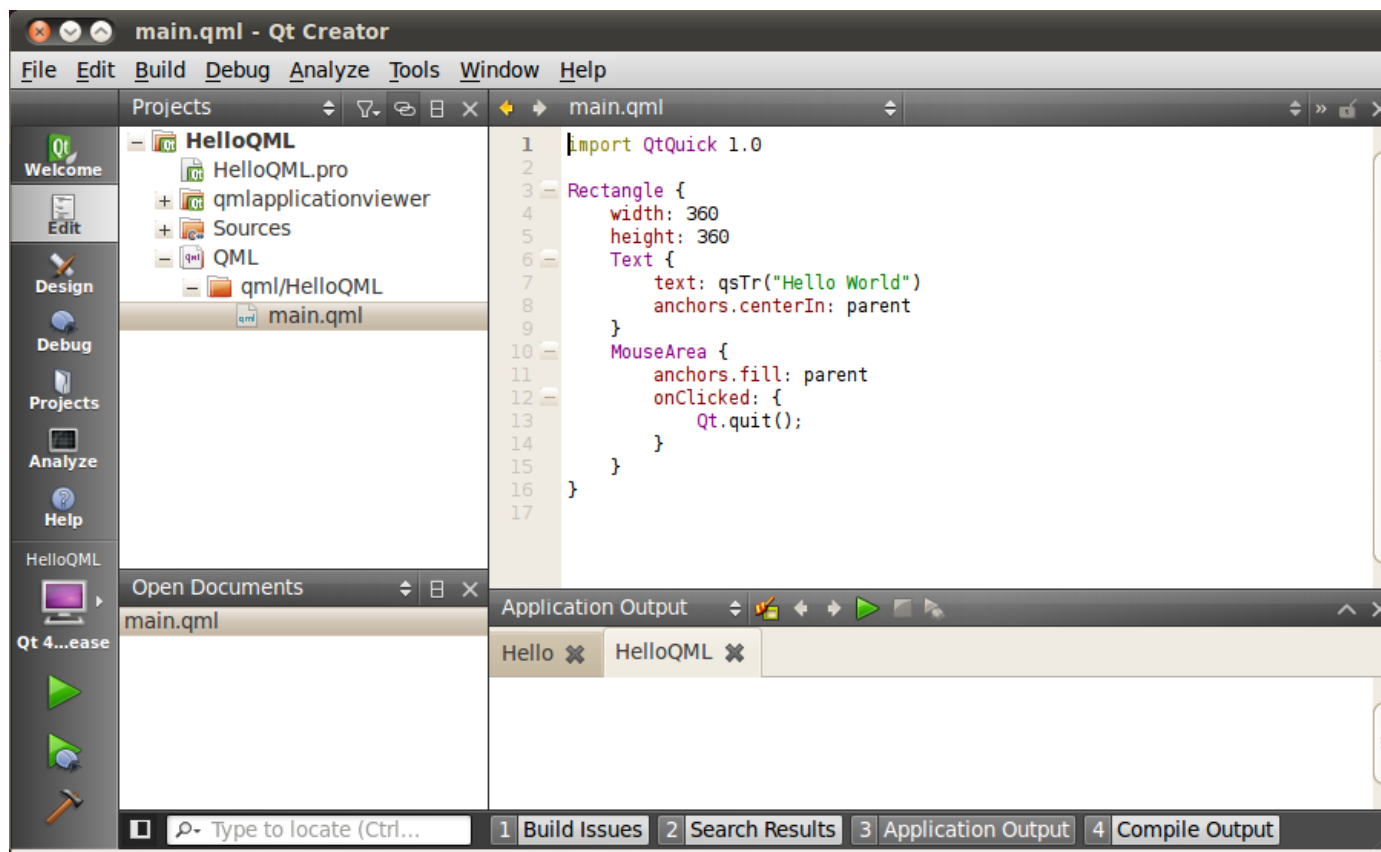 main.qml - Qt Creator
File Edit Build Debug Analyze Tools Window Help
Projects
main.qml
Qt
Welcome
Edit
Design
Debug
Projects
Analyze
Help
HelloQML
Qt 4...ease
HelloQML
HelloQML.pro
qmlapplicationviewer
Sources
QML
qml/HelloQML
main.qml
Open Documents
main.qml
1 import QtQuick 1.0
2
3 Rectangle {
4 width: 360
5 height: 360
6 Text {
7 text: qsTr("Hello World")
8 anchors.centerIn: parent
9 }
10 MouseArea {
11 anchors.fill: parent
12 onClicked: {
13 Qt.quit();
14 }
15 }
16 }
17
Application Output
Hello HelloQML
Type to locate (Ctrl...
1 Build Issues 2 Search Results 3 Application Output 4 Compile Output